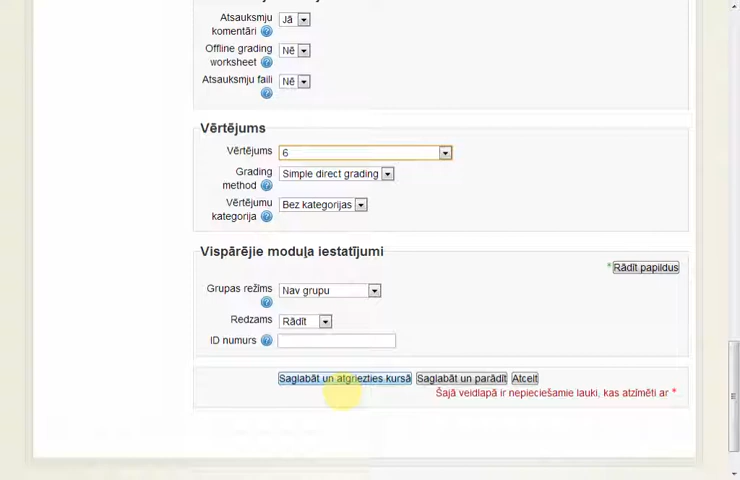 Atsauksmju Jā
komentāri
Offline grading Nē
worksheet
Atsauksmju faili Nē
Vērtējums
Vērtējums 6
Grading Simple direct grading
method
Vērtējumu Bez kategorijas
kategorija
Vispārējie moduļa iestatījumi
* Rādīt papildus
Grupas režīms Nav grupu
Redzams Rādīt
ID numurs
Saglabāt un atgriezties kursā Saglabāt un parādīt Atcelt
Šajā veidlapā ir nepieciešamie lauki, kas atzīmēti ar *